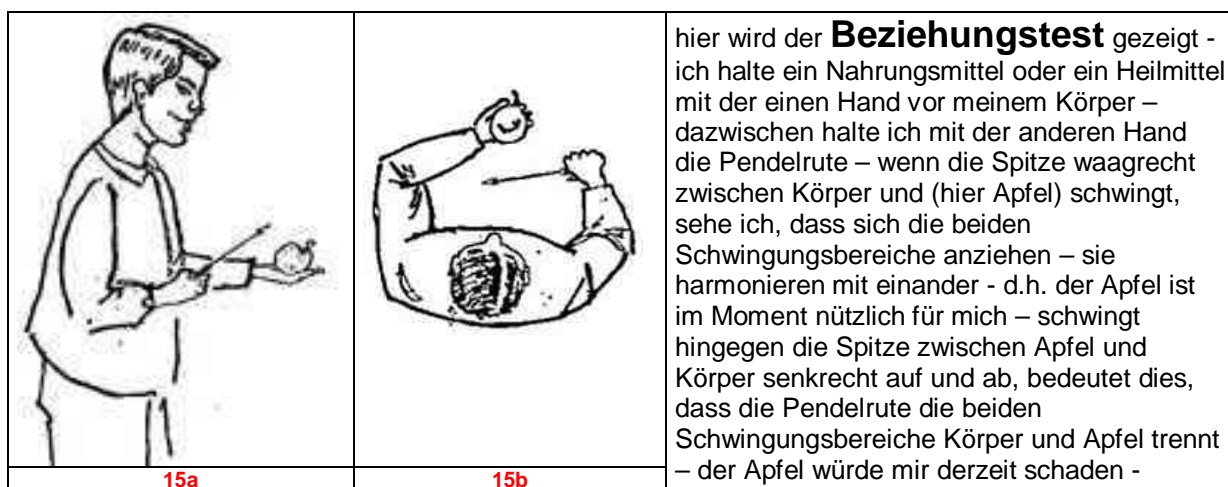 hier wird der Beziehungstest gezeigt -
ich halte ein Nahrungsmittel oder ein Heilmittel
mit der einen Hand vor meinem Körper –
dazwischen halte ich mit der anderen Hand
die Pendelrute – wenn die Spitze waagrecht
zwischen Körper und (hier Apfel) schwingt,
sehe ich, dass sich die beiden
Schwingungsbereiche anziehen – sie
harmonieren mit einander - d.h. der Apfel ist
im Moment nützlich für mich – schwingt
hingegen die Spitze zwischen Apfel und
Körper senkrecht auf und ab, bedeutet dies,
dass die Pendelrute die beiden
Schwingungsbereiche Körper und Apfel trennt
– der Apfel würde mir derzeit schaden -
15a
15b